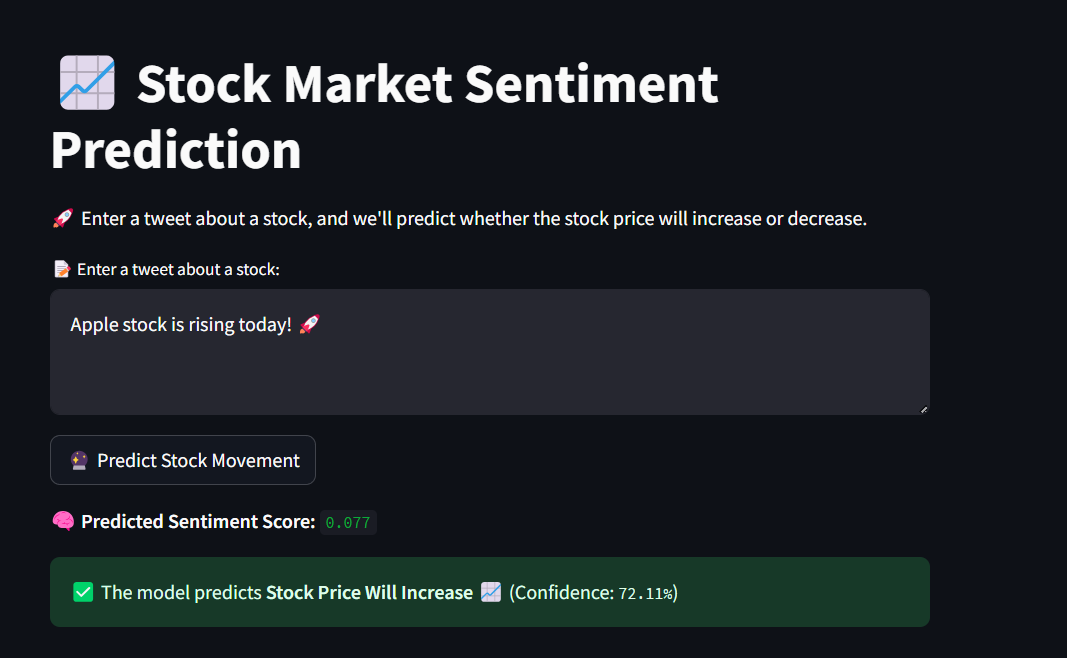 📈 Stock Market Sentiment
Prediction
🚀 Enter a tweet about a stock, and we'll predict whether the stock price will increase or decrease.
📝 Enter a tweet about a stock:
Apple stock is rising today! 🚀
🔮 Predict Stock Movement
🧠 Predicted Sentiment Score: 0.077
✅ The model predicts Stock Price Will Increase 📈 (Confidence: 72.11%)